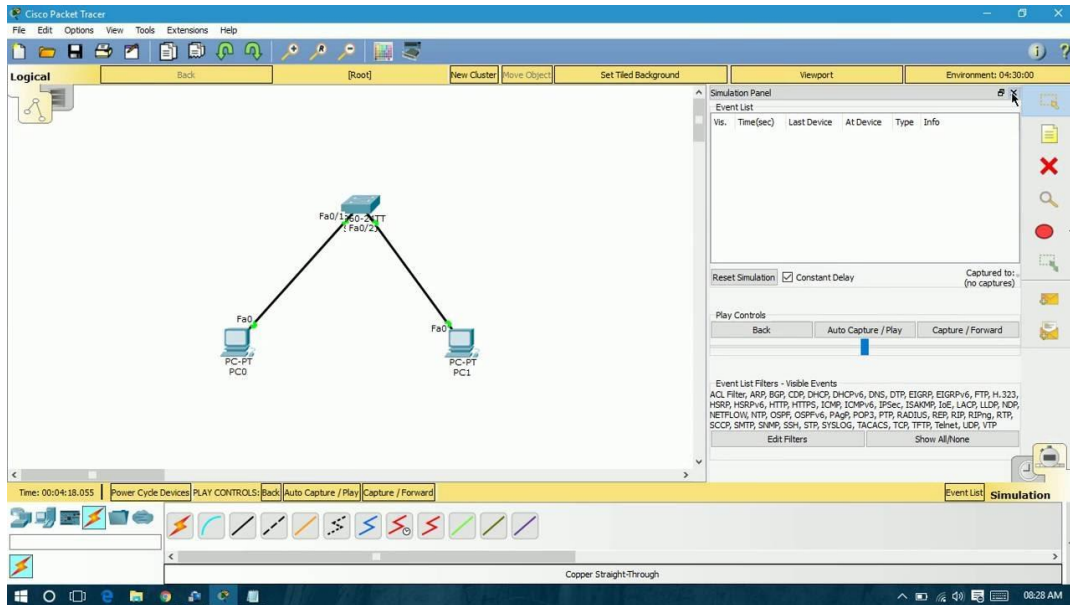 Cisco Packet Tracer
File Edit Options View Tools Extensions Help
Logical Back [Root] New Cluster Move Object Set Tiled Background Viewport Environment: 04:30:00
Simulation Panel
Event List
Vis. Time(sec) Last Device At Device Type Info
Fa0/1
Fa0/2
Fa0
PC-PT
PC0
Fa0
PC-PT
PC1
Reset Simulation Constant Delay Captured to:
(no captures)
Play Controls
Back Auto Capture / Play Capture / Forward
Event List Filters - Visible Events
ACL Filter, ARP, BGP, CDP, DHCP, DHCPv6, DNS, DTP, EIGRP, EIGRPv6, FTP, H.323,
HSRP, HSRPv6, HTTP, HTTPS, ICMP, ICMPv6, IPSec, ISAKMP, IoE, LACP, LLDP, NDP,
NETFLOW, NTP, OSPF, OSPFv6, PAgP, POP3, PTP, RADIUS, REP, RIP, RIPng, RTP,
SCCP, SMTP, SNMP, SSH, STP, SYSLOG, TACACS, TCP, TFTP, Telnet, UDP, VTP
Edit Filters Show All/None
Time: 00:04:18.055 Power Cycle Devices PLAY CONTROLS: Back Auto Capture / Play Capture / Forward Event List Simulation
Copper Straight-Through
08:28 AM